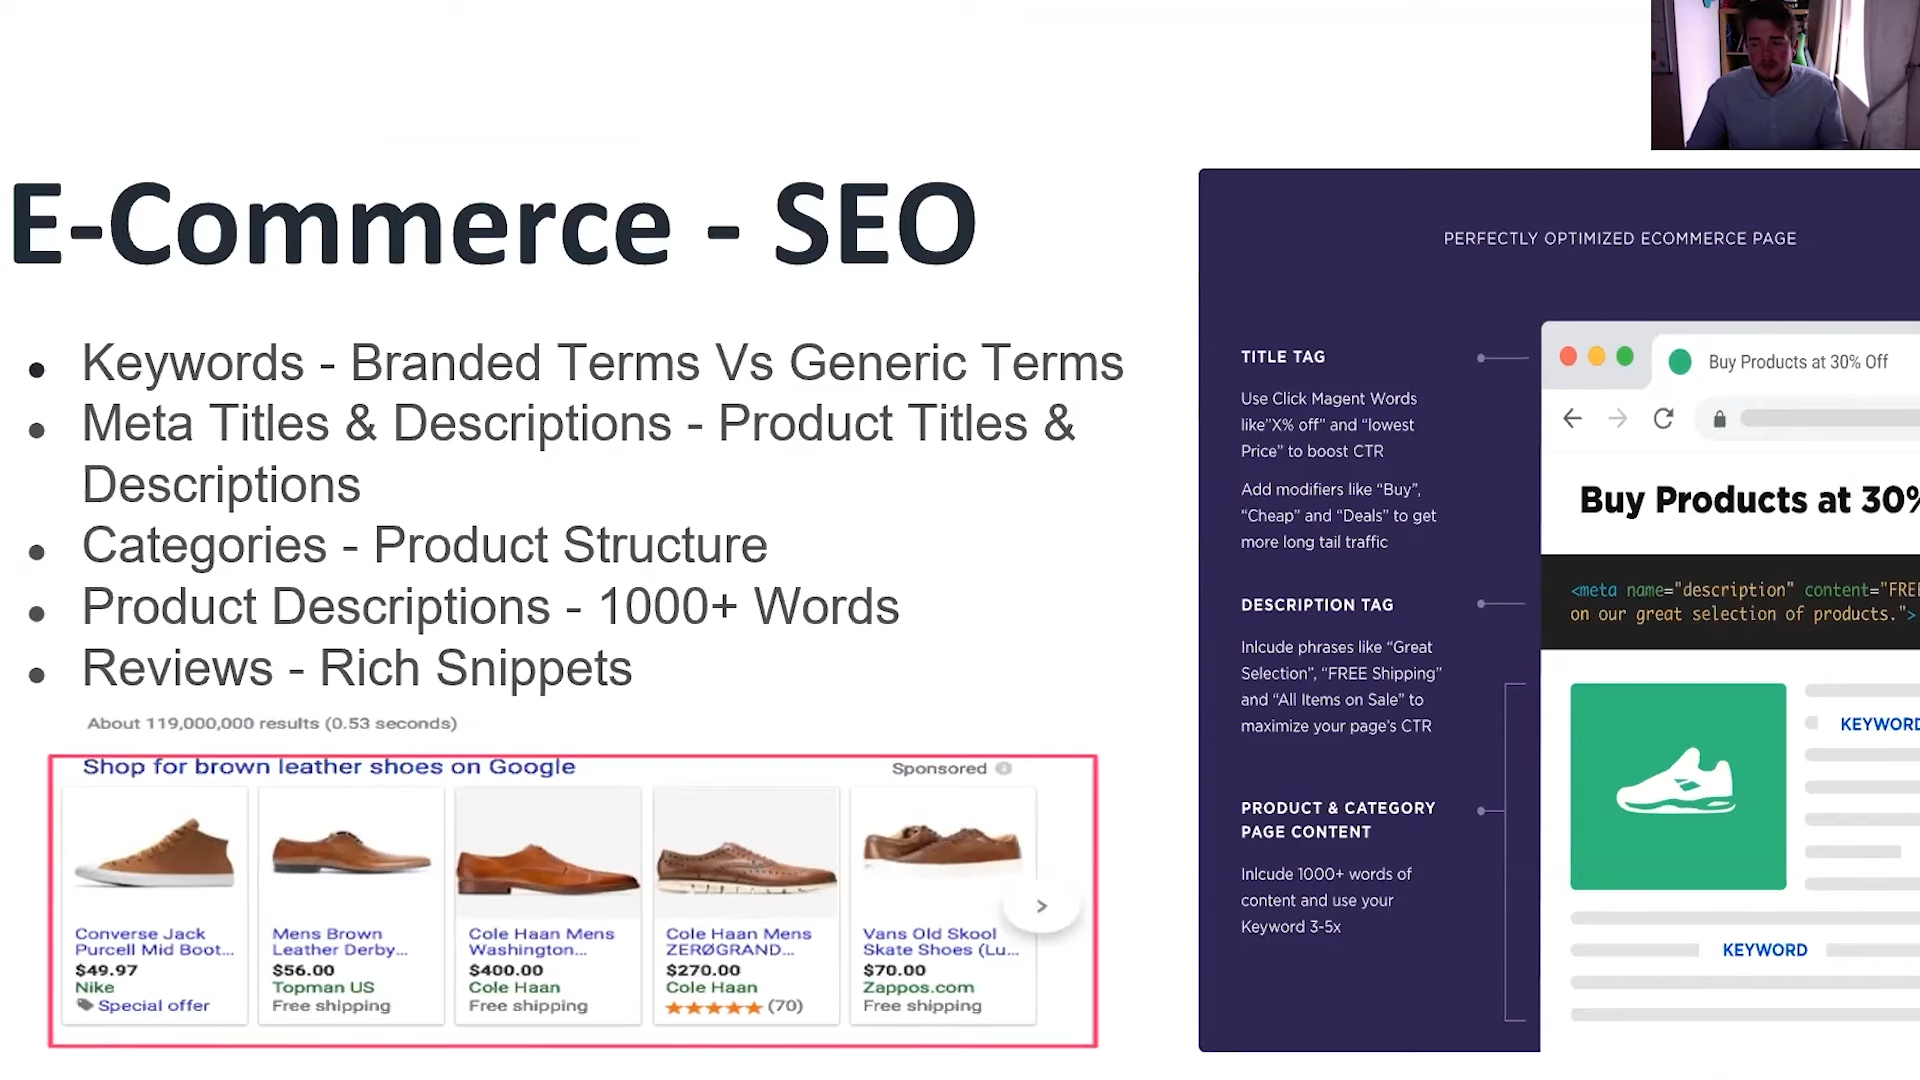 E-Commerce - SEO
Keywords - Branded Terms Vs Generic Terms
Meta Titles & Descriptions - Product Titles &
Descriptions
Categories - Product Structure
Product Descriptions - 1000+ Words
Reviews - Rich Snippets
About 119,000,000 results (0.53 seconds)
Shop for brown leather shoes on Google
Sponsored
Converse Jack
Purcell Mid Boot...
$49.97
Nike
Special offer
Mens Brown
Leather Derby...
$56.00
Topman US
Free shipping
Cole Haan Mens
Washington...
$400.00
Cole Haan
Free shipping
Cole Haan Mens
ZERØGRAND...
$270.00
Cole Haan
(70)
Vans Old Skool
Skate Shoes (Lu...
$70.00
Zappos.com
Free shipping
PERFECTLY OPTIMIZED ECOMMERCE PAGE
TITLE TAG
Use Click Magent Words
like"X% off" and "lowest
Price" to boost CTR
Add modifiers like "Buy",
"Cheap" and "Deals" to get
more long tail traffic
DESCRIPTION TAG
Inlcude phrases like "Great
Selection", "FREE Shipping"
and "All Items on Sale" to
maximize your page's CTR
PRODUCT & CATEGORY
PAGE CONTENT
Inlcude 1000+ words of
content and use your
Keyword 3-5x
Buy Products at 30% Off
Buy Products at 30%
<meta name="description" content="FREE
on our great selection of products.">
KEYWORD
KEYWORD